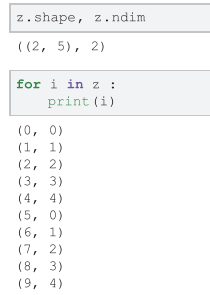 z.shape, z.ndim
((2, 5), 2)
for i in z :
    print(i)
(0, 0)
(1, 1)
(2, 2)
(3, 3)
(4, 4)
(5, 0)
(6, 1)
(7, 2)
(8, 3)
(9, 4)